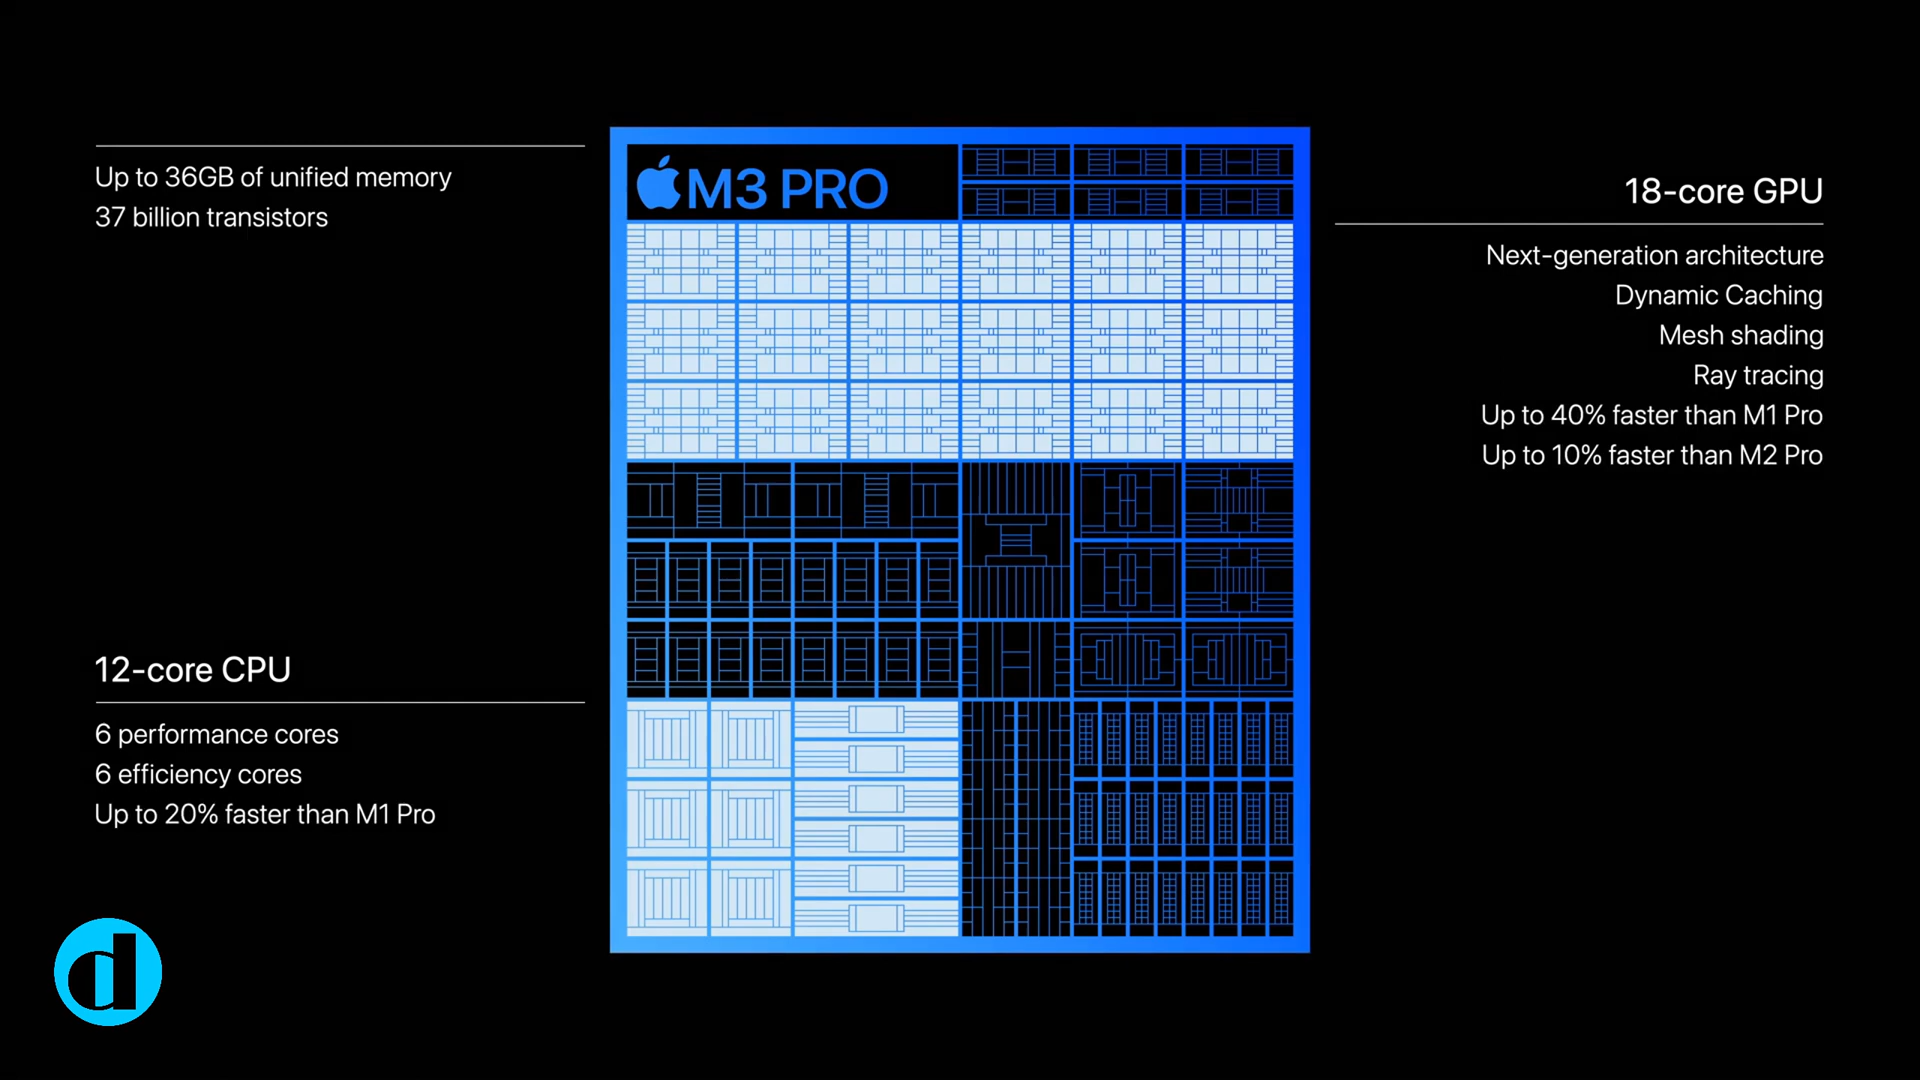 Up to 36GB of unified memory
37 billion transistors
M3 PRO
18-core GPU
Next-generation architecture
Dynamic Caching
Mesh shading
Ray tracing
Up to 40% faster than M1 Pro
Up to 10% faster than M2 Pro
12-core CPU
6 performance cores
6 efficiency cores
Up to 20% faster than M1 Pro
d